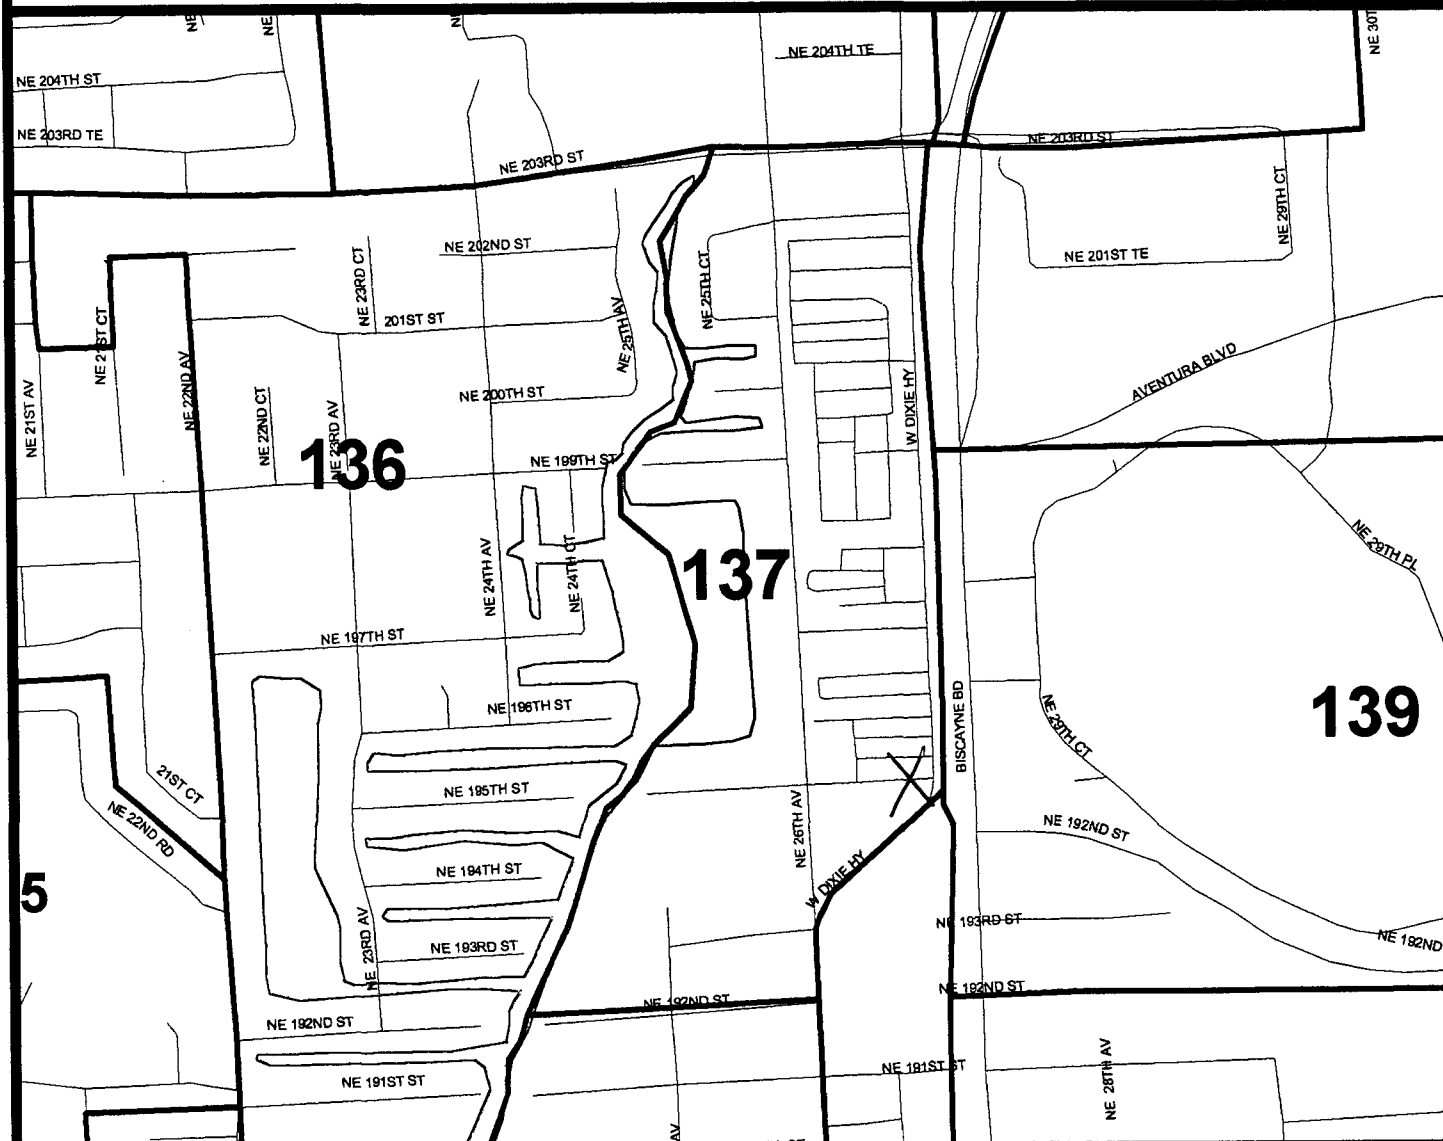 NE 30T
NE 204TH TE
NE 204TH ST
NE 203RD TE
NE 203RD ST
NE 203RD ST
NE 29TH CT
NE 202ND ST
NE 23RD CT
NE 25TH CT
NE 201ST TE
201ST ST
NE 25TH AV
NE 21ST CT
NE 22ND AV
NE 21ST AV
NE 22ND CT
NE 23RD AV
NE 200TH ST
W DIXIE HY
AVENTURA BLVD
136
NE 199TH ST
NE 24TH AV
NE 24TH CT
137
NE 29TH PL
NE 197TH ST
NE 196TH ST
BISCAYNE BD
NE 29TH CT
139
21ST CT
NE 22ND RD
NE 195TH ST
NE 26TH AV
NE 192ND ST
5
NE 194TH ST
W DIXIE HY
NE 23RD AV
NE 193RD ST
NE 193RD ST
NE 192ND
NE 192ND ST
NE 192ND ST
NE 192ND ST
NE 191ST ST
NE 191ST ST
NE 28TH AV
AV